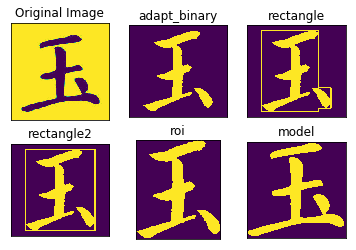 Original Image adapt_binary rectangle
玉 玉 玉
rectangle2 roi model
玉 玉 玉